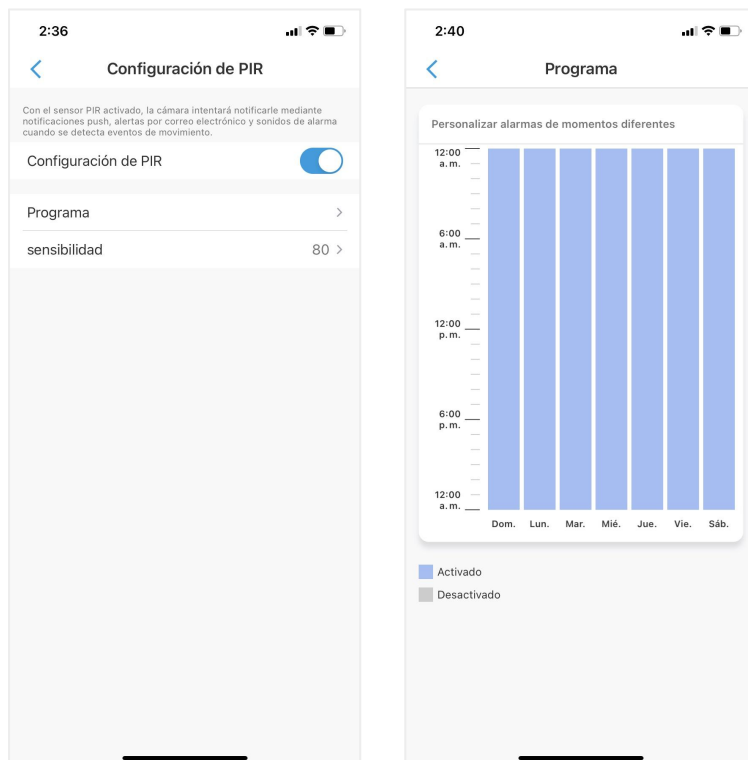 2:36
Configuración de PIR
Con el sensor PIR activado, la cámara intentará notificarle mediante
notificaciones push, alertas por correo electrónico y sonidos de alarma
cuando se detecta eventos de movimiento.
Configuración de PIR
Programa
sensibilidad 80
2:40
Programa
Personalizar alarmas de momentos diferentes
12:00
a.m.
6:00
a.m.
12:00
p.m.
6:00
p.m.
12:00
a.m.
Dom. Lun. Mar. Mié. Jue. Vie. Sáb.
Activado
Desactivado